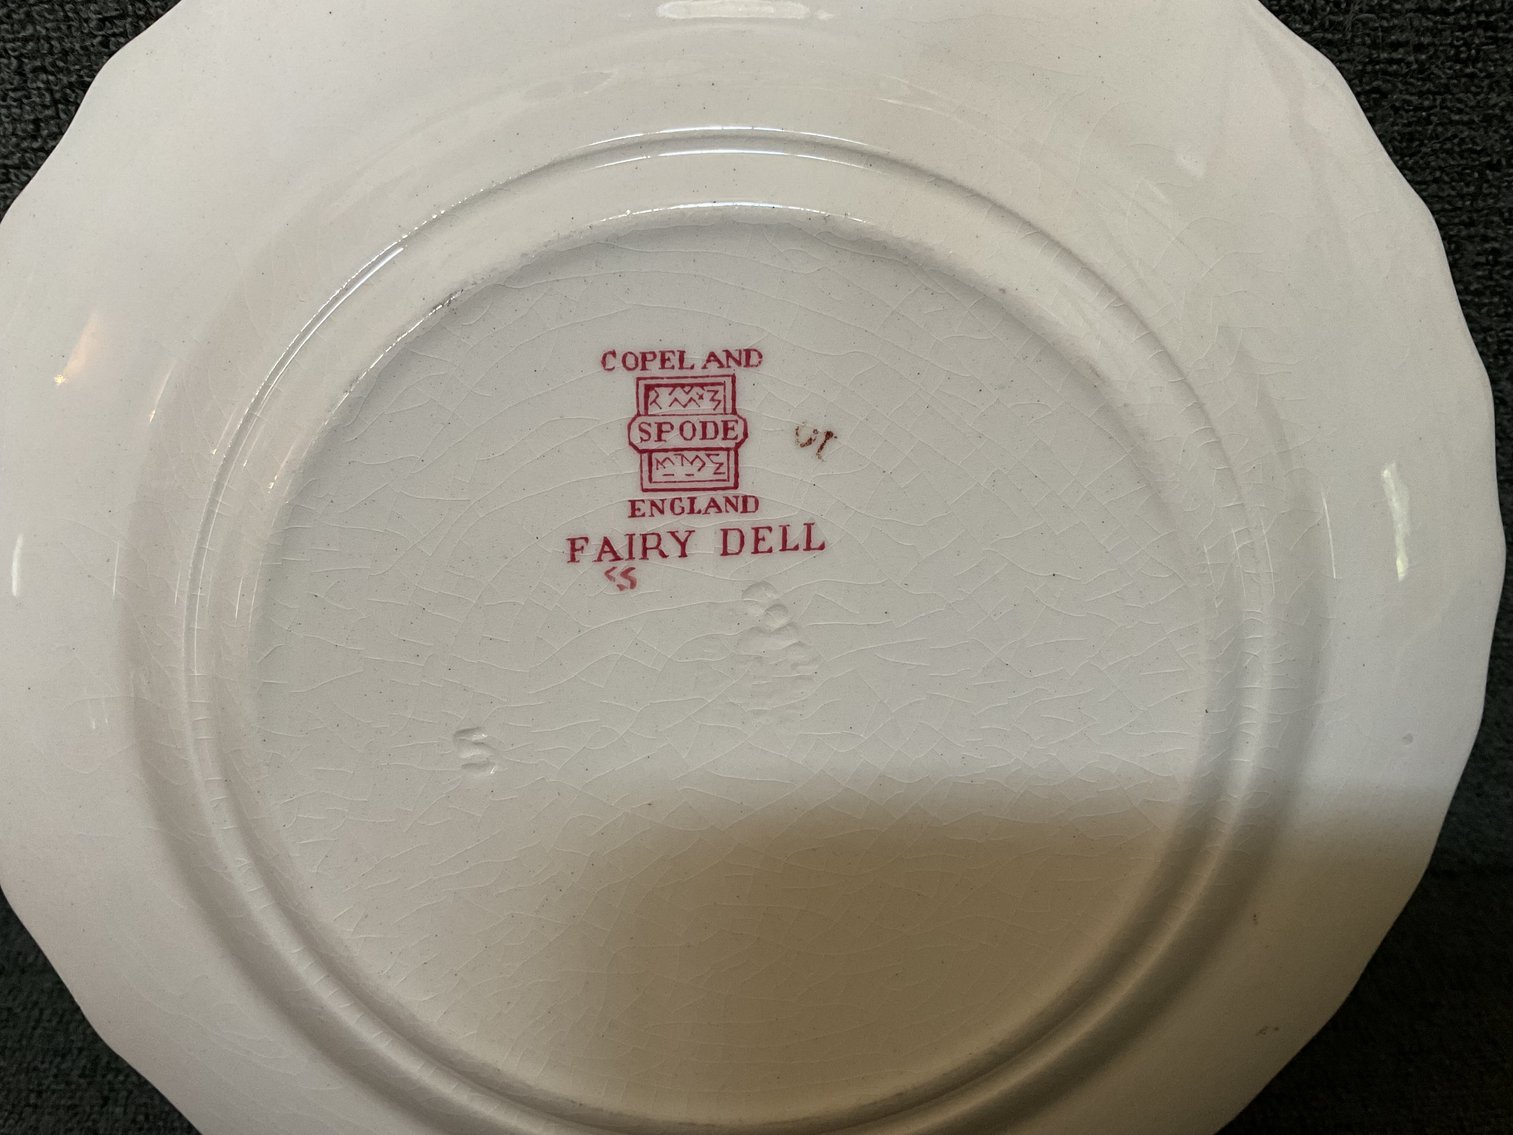 COPELAND
SPODE
ENGLAND
FAIRY DELL
S